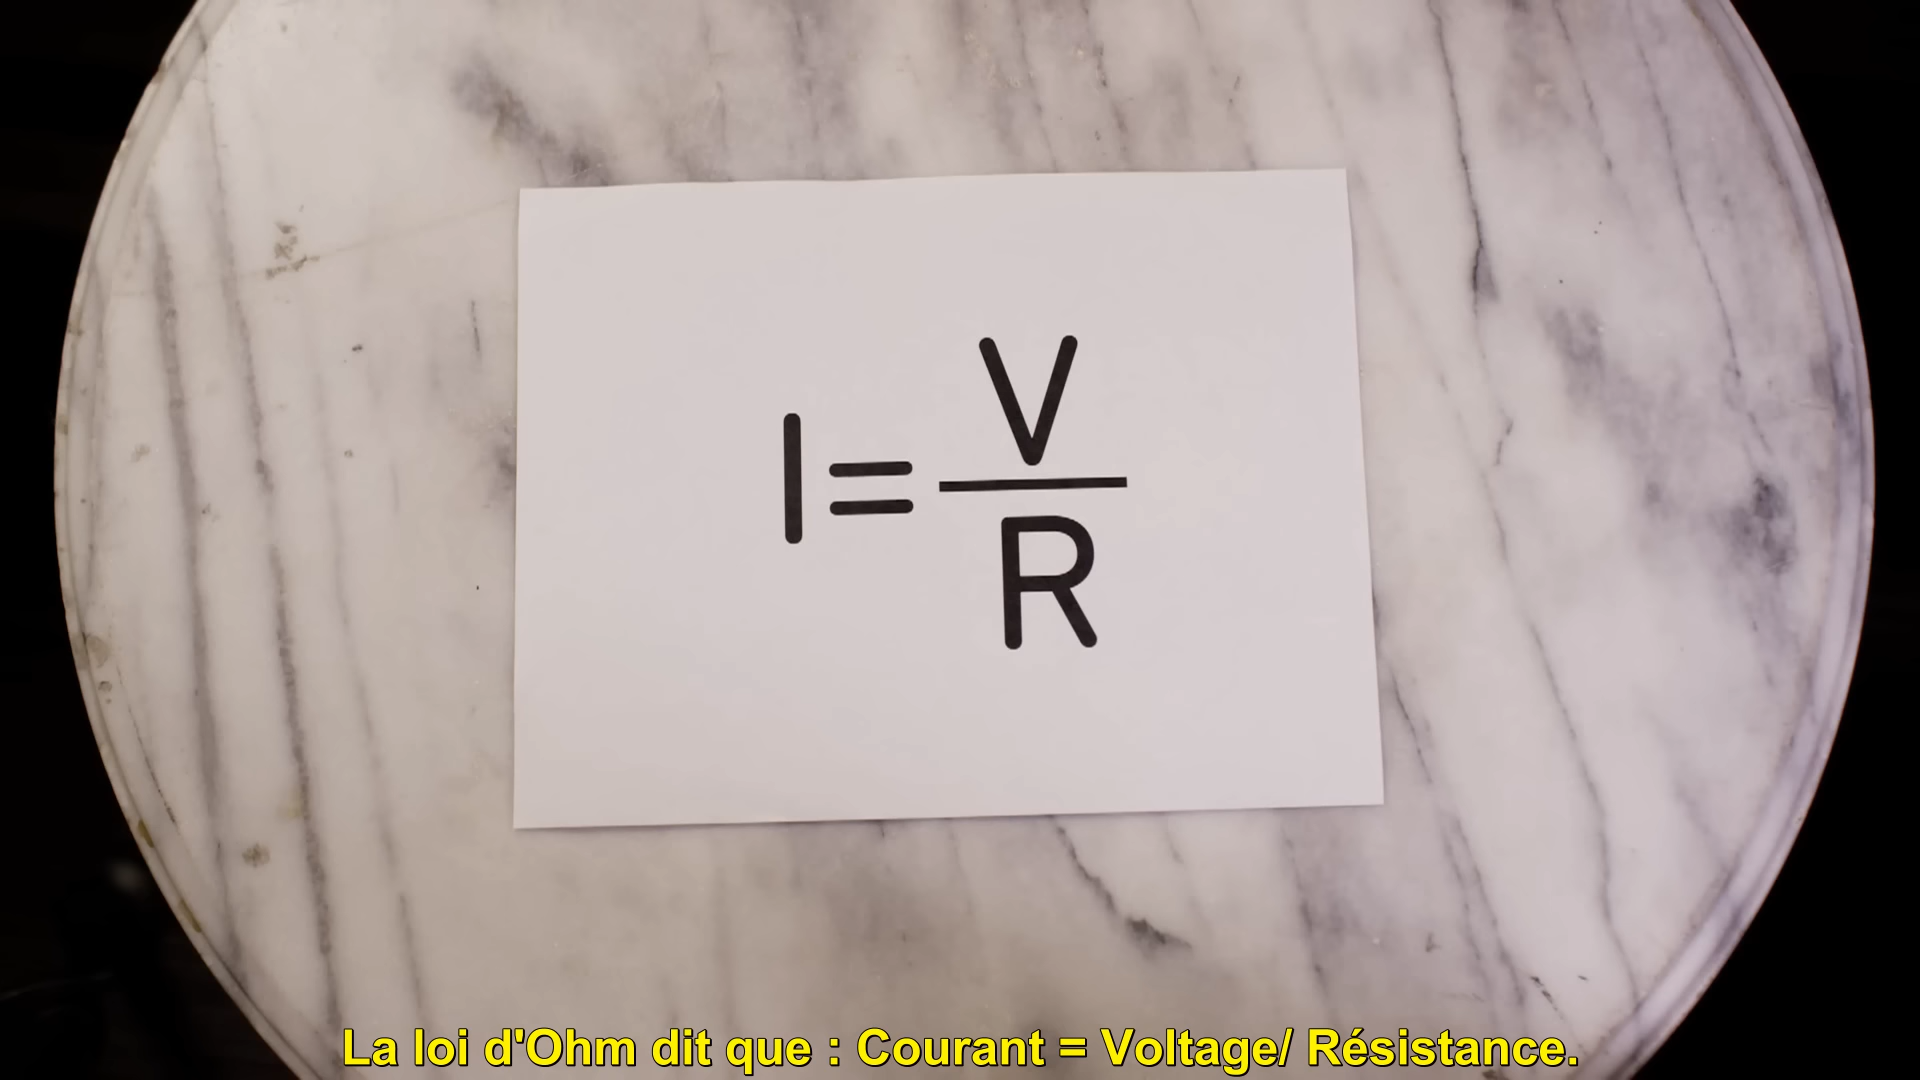 I = V/R
La loi d'Ohm dit que : Courant = Voltage/ Résistance.